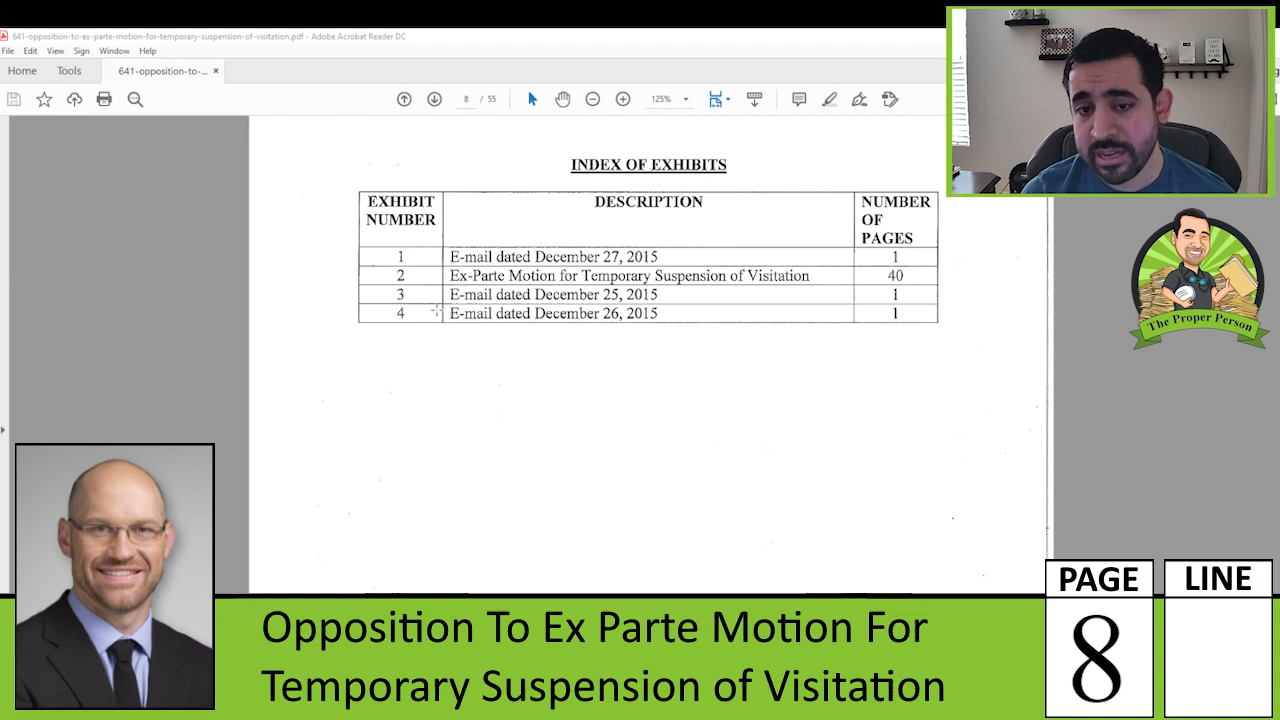 641-opposition-to-ex-parte-motion-for-temporary-suspension-of-visitation.pdf - Adobe Acrobat Reader DC
File Edit View Sign Window Help
Home Tools 641-opposition-to-... ×
8 / 55 125%
INDEX OF EXHIBITS
EXHIBIT NUMBER DESCRIPTION NUMBER OF PAGES
1 E-mail dated December 27, 2015 1
2 Ex-Parte Motion for Temporary Suspension of Visitation 40
3 E-mail dated December 25, 2015 1
4 E-mail dated December 26, 2015 1
The Proper Person
PAGE LINE
8
Opposition To Ex Parte Motion For
Temporary Suspension of Visitation